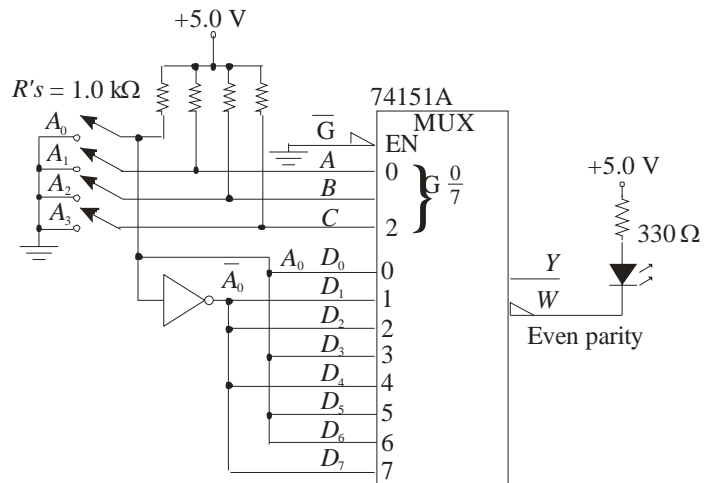 +5.0 V
R's = 1.0 kΩ
74151A
MUX
A₀
G̅
EN
+5.0 V
A₁
A
0
G 0/7
A₂
B
A₃
C
2
330 Ω
A̅₀
A₀
D₀
0
Y
D₁
1
W
D₂
2
Even parity
D₃
3
D₄
4
D₅
5
D₆
6
D₇
7